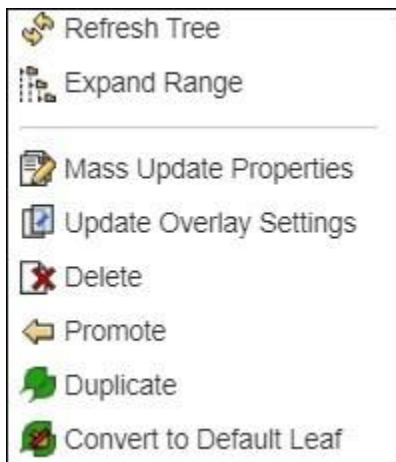 Refresh Tree
Expand Range
Mass Update Properties
Update Overlay Settings
Delete
Promote
Duplicate
Convert to Default Leaf